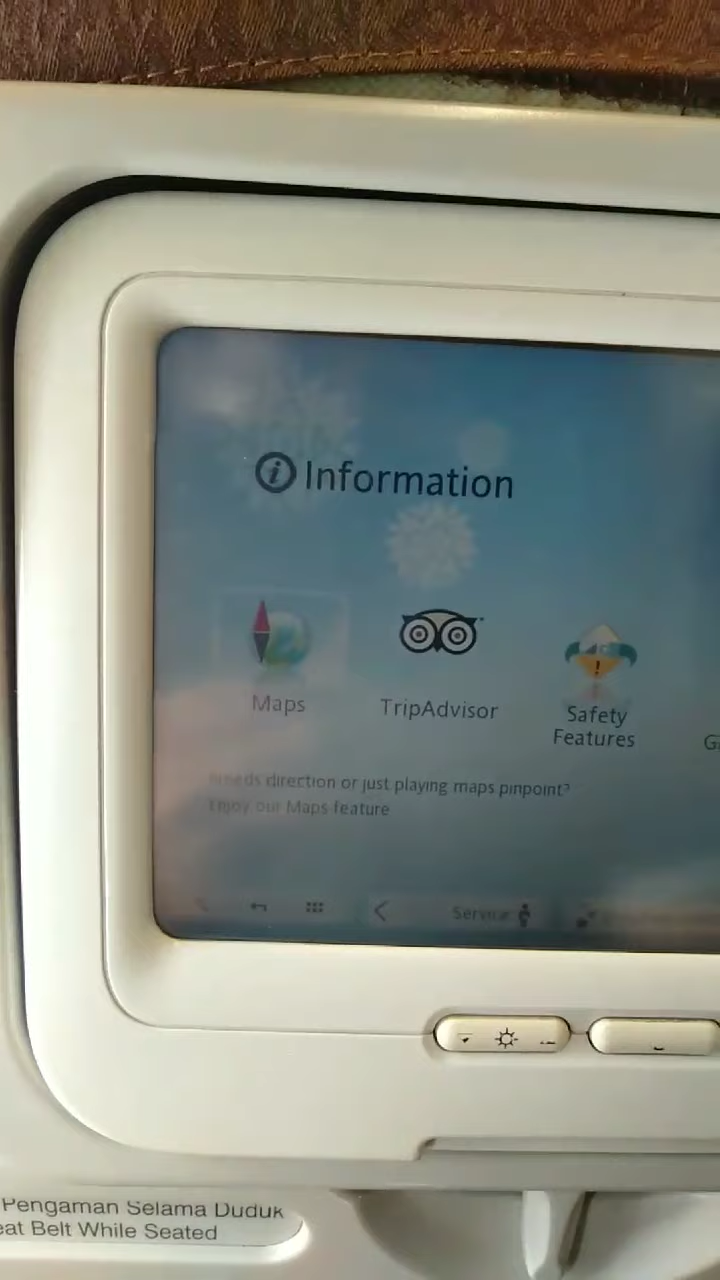 Information
Maps
TripAdvisor
Safety
Features
Needs direction or just playing maps pinpoint?
Enjoy our Maps feature
Service
Pengaman Selama Duduk
Belt While Seated